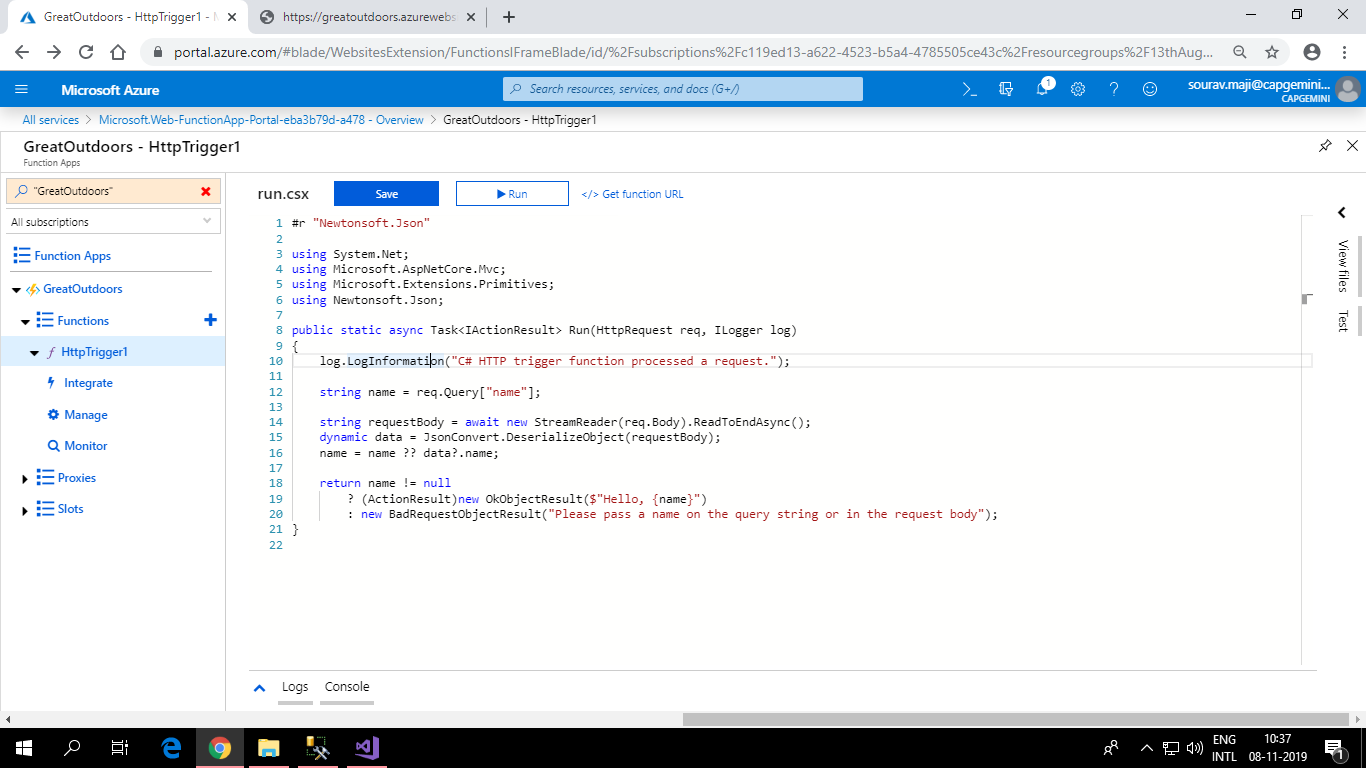 GreatOutdoors - HttpTrigger1 - M
https://greatoutdoors.azurewebs
portal.azure.com/#blade/WebsitesExtension/FunctionsIFrameBlade/id/%2Fsubscriptions%2Fc119ed13-a622-4523-b5a4-4785505ce43c%2Fresourcegroups%2F13thAug...
Microsoft Azure
Search resources, services, and docs (G+/)
1
sourav.maji@capgemini...
CAPGEMINI
All services > Microsoft.Web-FunctionApp-Portal-eba3b79d-a478 - Overview > GreatOutdoors - HttpTrigger1
GreatOutdoors - HttpTrigger1
Function Apps
"GreatOutdoors"
All subscriptions
Function Apps
GreatOutdoors
Functions
HttpTrigger1
Integrate
Manage
Monitor
Proxies
Slots
run.csx
Save
Run
</> Get function URL
1 #r "Newtonsoft.Json"
2
3 using System.Net;
4 using Microsoft.AspNetCore.Mvc;
5 using Microsoft.Extensions.Primitives;
6 using Newtonsoft.Json;
7
8 public static async Task<IActionResult> Run(HttpRequest req, ILogger log)
9 {
10 log.LogInformation("C# HTTP trigger function processed a request.");
11
12 string name = req.Query["name"];
13
14 string requestBody = await new StreamReader(req.Body).ReadToEndAsync();
15 dynamic data = JsonConvert.DeserializeObject(requestBody);
16 name = name ?? data?.name;
17
18 return name != null
19 ? (ActionResult)new OkObjectResult($"Hello, {name}")
20 : new BadRequestObjectResult("Please pass a name on the query string or in the request body");
21 }
22
View files
Test
Logs
Console
ENG
INTL
10:37
08-11-2019
1